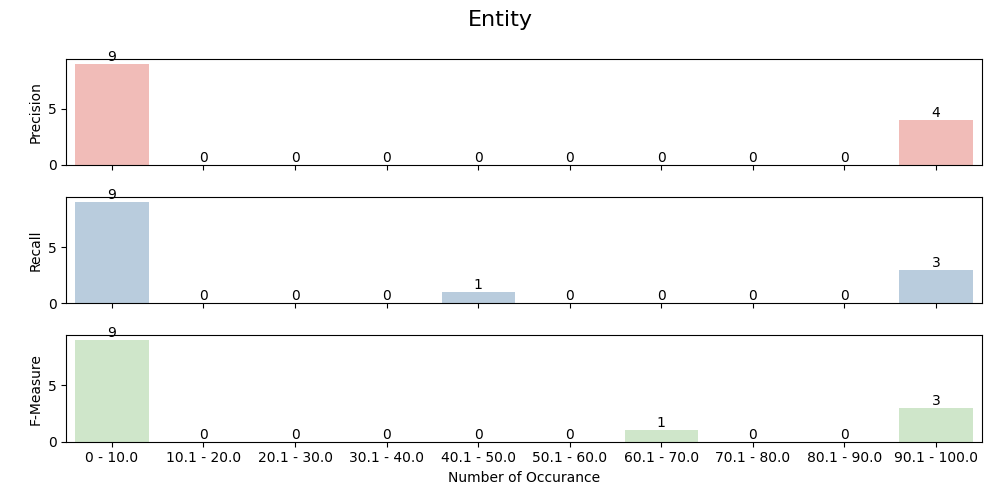 Entity
Precision
5
0
9 0 0 0 0 0 0 0 0 4
Recall
5
0
9 0 0 0 1 0 0 0 0 3
F-Measure
5
0
9 0 0 0 0 0 1 0 0 3
0 - 10.0 10.1 - 20.0 20.1 - 30.0 30.1 - 40.0 40.1 - 50.0 50.1 - 60.0 60.1 - 70.0 70.1 - 80.0 80.1 - 90.0 90.1 - 100.0
Number of Occurance